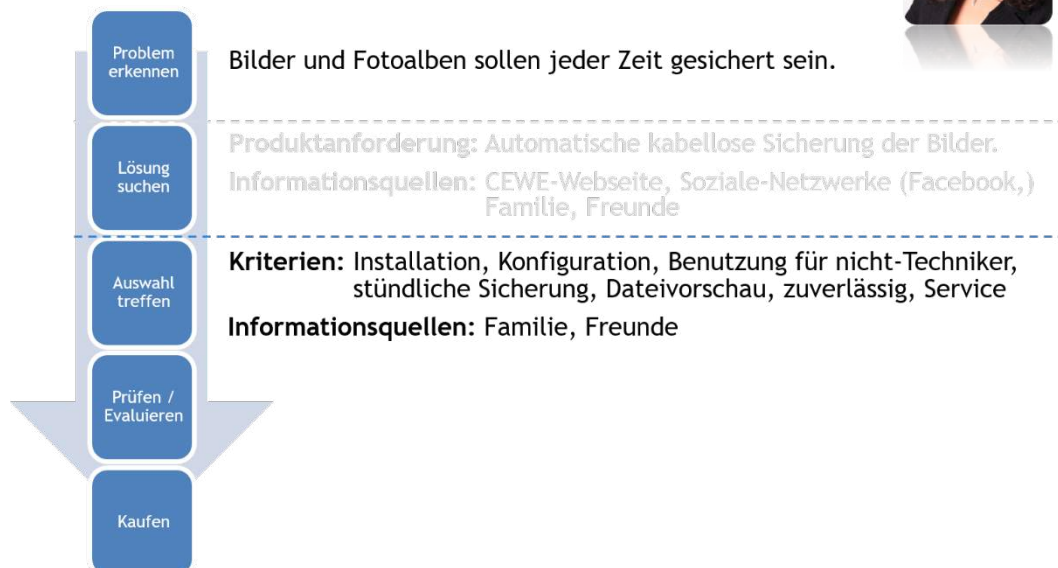 Problem
erkennen
Bilder und Fotoalben sollen jeder Zeit gesichert sein.
Lösung
suchen
Produktanforderung: Automatische kabellose Sicherung der Bilder.
Informationsquellen: CEWE-Webseite, Soziale-Netzwerke (Facebook,)
Familie, Freunde
Auswahl
treffen
Kriterien: Installation, Konfiguration, Benutzung für nicht-Techniker,
stündliche Sicherung, Dateivorschau, zuverlässig, Service
Informationsquellen: Familie, Freunde
Prüfen /
Evaluieren
Kaufen